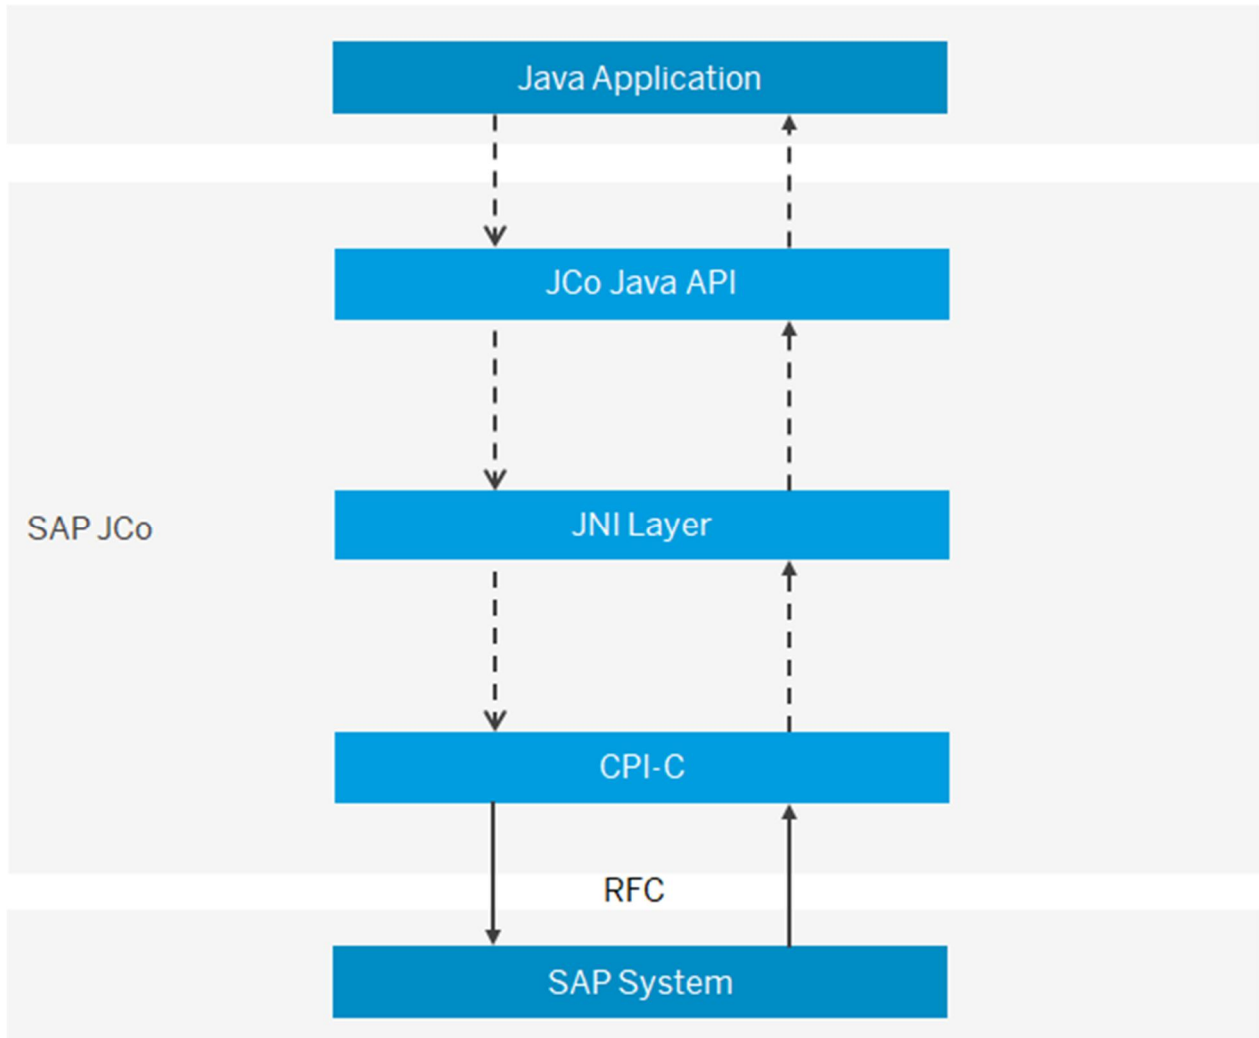 Java Application
JCo Java API
SAP JCo
JNI Layer
CPI-C
RFC
SAP System